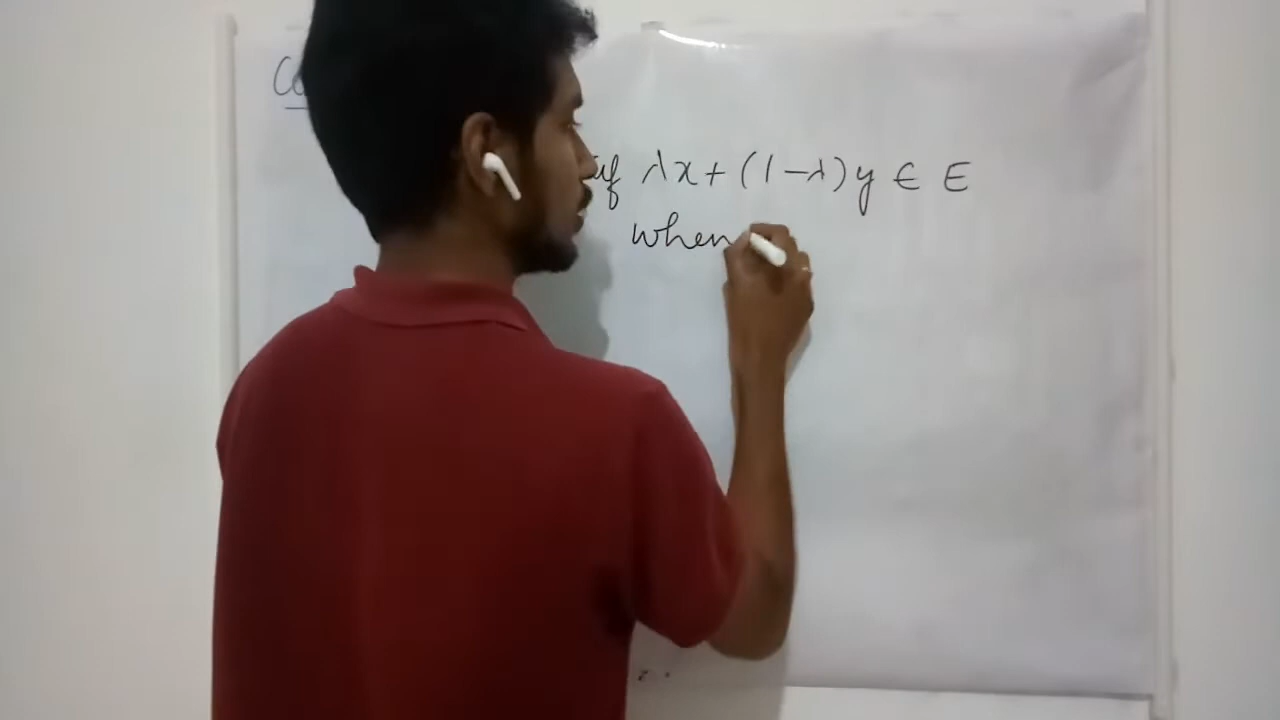 if λx + (1-λ)y ∈ E
when